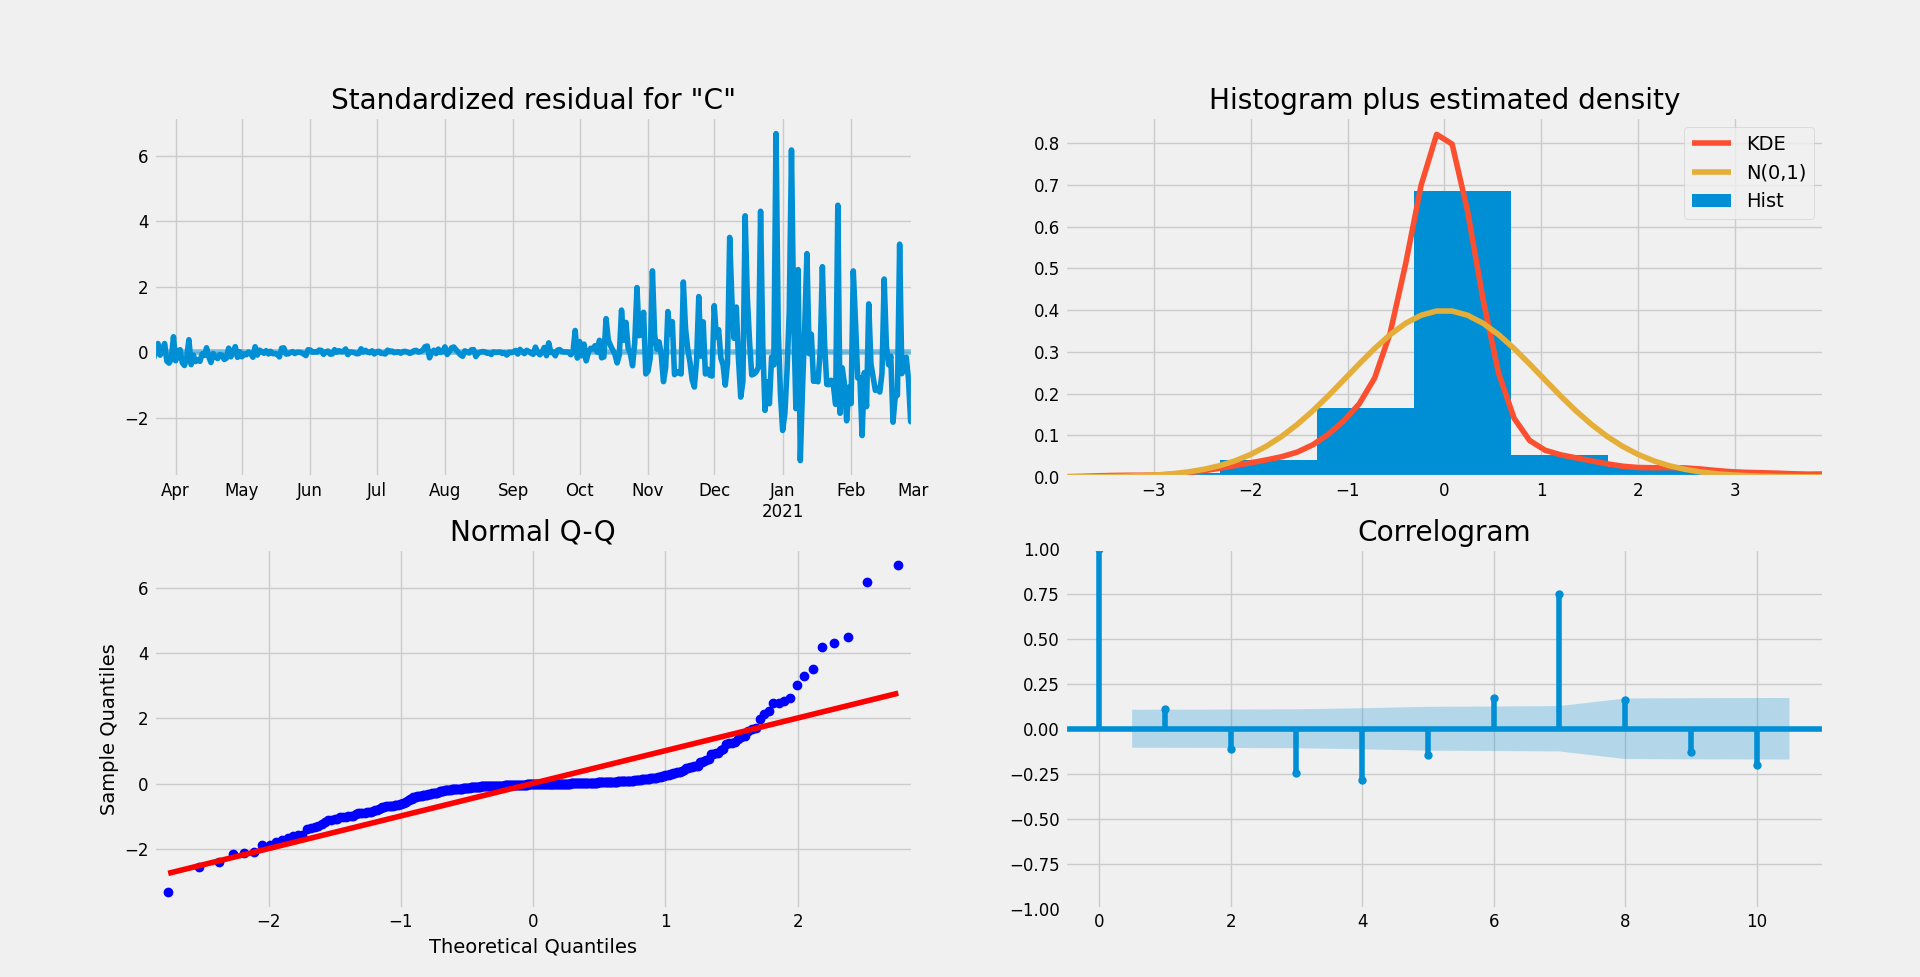 Standardized residual for "C"
6
4
2
0
−2
Apr May Jun Jul Aug Sep Oct Nov Dec Jan Feb Mar
2021
Histogram plus estimated density
KDE
N(0,1)
Hist
0.8
0.7
0.6
0.5
0.4
0.3
0.2
0.1
0.0
−3 −2 −1 0 1 2 3
Normal Q-Q
Sample Quantiles
6
4
2
0
−2
−2 −1 0 1 2
Theoretical Quantiles
Correlogram
1.00
0.75
0.50
0.25
0.00
−0.25
−0.50
−0.75
−1.00
0 2 4 6 8 10